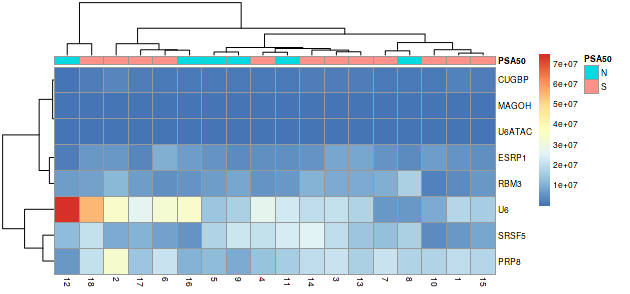 PSA50
CUGBP
MAGOH
U6ATAC
ESRP1
RBM3
U6
SRSF5
PRP8
12 18 2 17 6 16 5 9 4 11 14 3 13 7 8 10 1 15
7e+07
6e+07
5e+07
4e+07
3e+07
2e+07
1e+07
PSA50
N
S